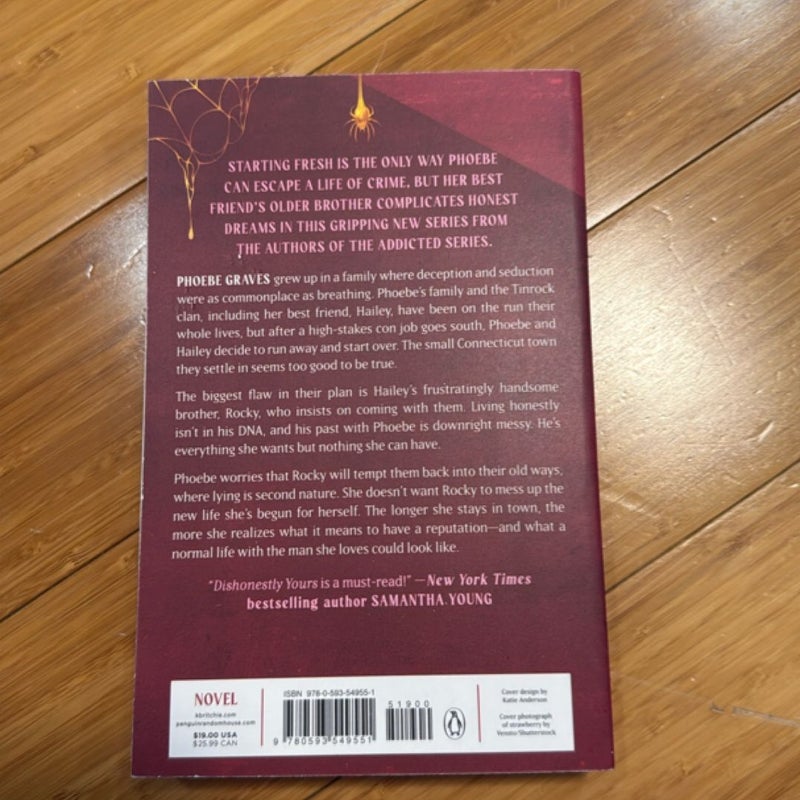 STARTING FRESH IS THE ONLY WAY PHOEBE
CAN ESCAPE A LIFE OF CRIME, BUT HER BEST
FRIEND'S OLDER BROTHER COMPLICATES HONEST
DREAMS IN THIS GRIPPING NEW SERIES FROM
THE AUTHORS OF THE ADDICTED SERIES.
PHOEBE GRAVES grew up in a family where deception and seduction
were as commonplace as breathing. Phoebe's family and the Tinrock
clan, including her best friend, Hailey, have been on the run their
whole lives, but after a high-stakes con job goes south, Phoebe and
Hailey decide to run away and start over. The small Connecticut town
they settle in seems too good to be true.
The biggest flaw in their plan is Hailey's frustratingly handsome
brother, Rocky, who insists on coming with them. Living honestly
isn't in his DNA, and his past with Phoebe is downright messy. He's
everything she wants but nothing she can have.
Phoebe worries that Rocky will tempt them back into their old ways,
where lying is second nature. She doesn't want Rocky to mess up the
new life she's begun for herself. The longer she stays in town, the
more she realizes what it means to have a reputation—and what a
normal life with the man she loves could look like.
"Dishonestly Yours is a must-read!" —New York Times
bestselling author SAMANTHA YOUNG
NOVEL
kbritchie.com
penguinrandomhouse.com
$19.00 USA
$25.99 CAN
ISBN 978-0-593-54955-1
51900
9 780593 549551
Cover design by
Katie Anderson
Cover photograph
of strawberry by
Shutterstock